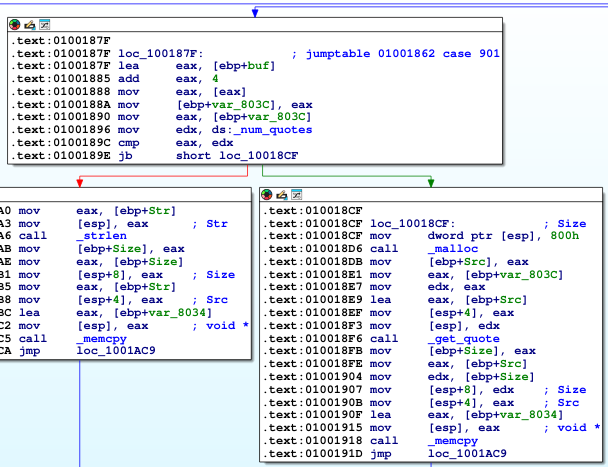 .text:0100187F
.text:0100187F loc_100187F: ; jumptable 01001862 case 901
.text:0100187F lea eax, [ebp+buf]
.text:01001885 add eax, 4
.text:01001888 mov eax, [eax]
.text:0100188A mov [ebp+var_803C], eax
.text:01001890 mov eax, [ebp+var_803C]
.text:01001896 mov edx, ds:_num_quotes
.text:0100189C cmp eax, edx
.text:0100189E jb short loc_10018CF
A0 mov eax, [ebp+Str]
A3 mov [esp], eax ; Str
A6 call _strlen
AB mov [ebp+Size], eax
AE mov eax, [ebp+Size]
B1 mov [esp+8], eax ; Size
B5 mov eax, [ebp+Str]
B8 mov [esp+4], eax ; Src
BC lea eax, [ebp+var_8034]
C2 mov [esp], eax ; void *
C5 call _memcpy
CA jmp loc_1001AC9
.text:010018CF
.text:010018CF loc_10018CF: ; Size
.text:010018CF mov dword ptr [esp], 800h
.text:010018D6 call _malloc
.text:010018DB mov [ebp+Src], eax
.text:010018E1 mov eax, [ebp+var_803C]
.text:010018E7 mov edx, eax
.text:010018E9 lea eax, [ebp+Src]
.text:010018EF mov [esp+4], eax
.text:010018F3 mov [esp], edx
.text:010018F6 call _get_quote
.text:010018FB mov [ebp+Size], eax
.text:010018FE mov eax, [ebp+Src]
.text:01001904 mov edx, [ebp+Size]
.text:01001907 mov [esp+8], edx ; Size
.text:0100190B mov [esp+4], eax ; Src
.text:0100190F lea eax, [ebp+var_8034]
.text:01001915 mov [esp], eax ; void *
.text:01001918 call _memcpy
.text:0100191D jmp loc_1001AC9